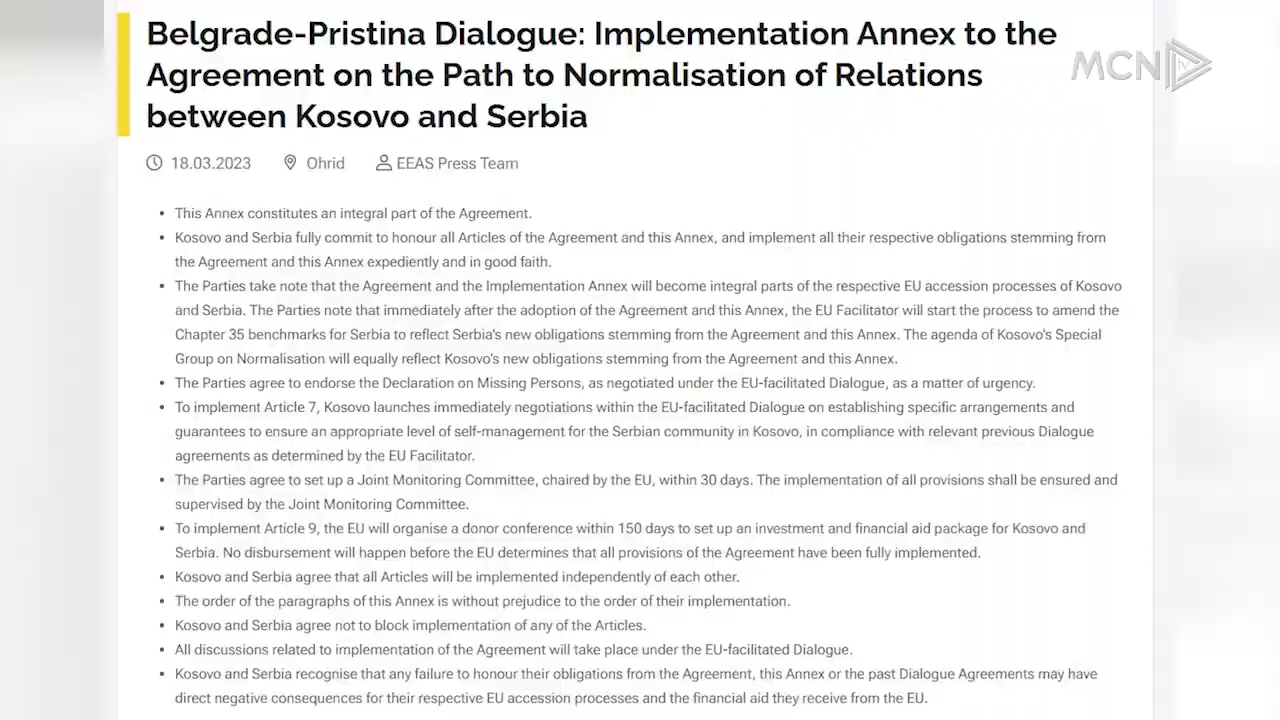 Belgrade-Pristina Dialogue: Implementation Annex to the
Agreement on the Path to Normalisation of Relations
between Kosovo and Serbia
MCN TV
18.03.2023 Ohrid EEAS Press Team
• This Annex constitutes an integral part of the Agreement.
• Kosovo and Serbia fully commit to honour all Articles of the Agreement and this Annex, and implement all their respective obligations stemming from
the Agreement and this Annex expediently and in good faith.
• The Parties take note that the Agreement and the Implementation Annex will become integral parts of the respective EU accession processes of Kosovo
and Serbia. The Parties note that immediately after the adoption of the Agreement and this Annex, the EU Facilitator will start the process to amend the
Chapter 35 benchmarks for Serbia to reflect Serbia's new obligations stemming from the Agreement and this Annex. The agenda of Kosovo's Special
Group on Normalisation will equally reflect Kosovo's new obligations stemming from the Agreement and this Annex.
• The Parties agree to endorse the Declaration on Missing Persons, as negotiated under the EU-facilitated Dialogue, as a matter of urgency.
• To implement Article 7, Kosovo launches immediately negotiations within the EU-facilitated Dialogue on establishing specific arrangements and
guarantees to ensure an appropriate level of self-management for the Serbian community in Kosovo, in compliance with relevant previous Dialogue
agreements as determined by the EU Facilitator.
• The Parties agree to set up a Joint Monitoring Committee, chaired by the EU, within 30 days. The implementation of all provisions shall be ensured and
supervised by the Joint Monitoring Committee.
• To implement Article 9, the EU will organise a donor conference within 150 days to set up an investment and financial aid package for Kosovo and
Serbia. No disbursement will happen before the EU determines that all provisions of the Agreement have been fully implemented.
• Kosovo and Serbia agree that all Articles will be implemented independently of each other.
• The order of the paragraphs of this Annex is without prejudice to the order of their implementation.
• Kosovo and Serbia agree not to block implementation of any of the Articles.
• All discussions related to implementation of the Agreement will take place under the EU-facilitated Dialogue.
• Kosovo and Serbia recognise that any failure to honour their obligations from the Agreement, this Annex or the past Dialogue Agreements may have
direct negative consequences for their respective EU accession processes and the financial aid they receive from the EU.